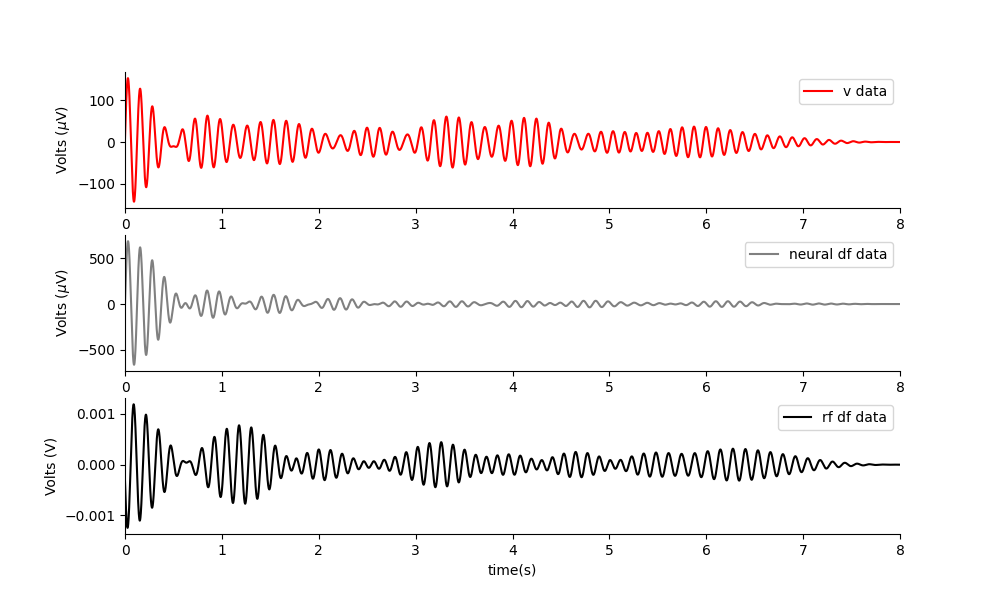 v data
Volts (μV)
100
0
−100
0 1 2 3 4 5 6 7 8
neural df data
Volts (μV)
500
0
−500
0 1 2 3 4 5 6 7 8
rf df data
Volts (V)
0.001
0.000
−0.001
0 1 2 3 4 5 6 7 8
time(s)